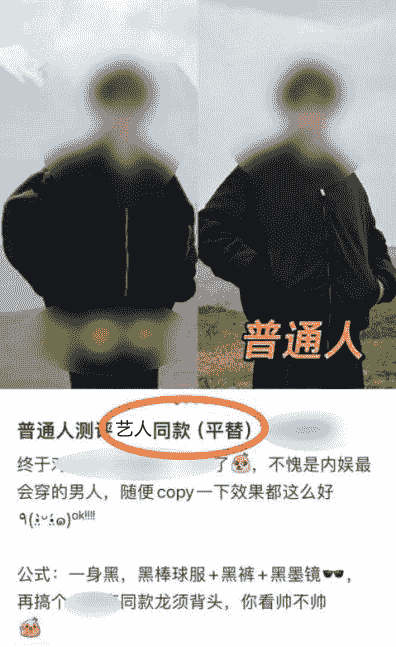 普通人
普通人测评艺人同款（平替）
终于
了，不愧是内娱最
会穿的男人，随便copy一下效果都这么好
ok!!!!
公式：一身黑，黑棒球服+黑裤+黑墨镜🕶️，
再搞个
同款龙须背头，你看帅不帅